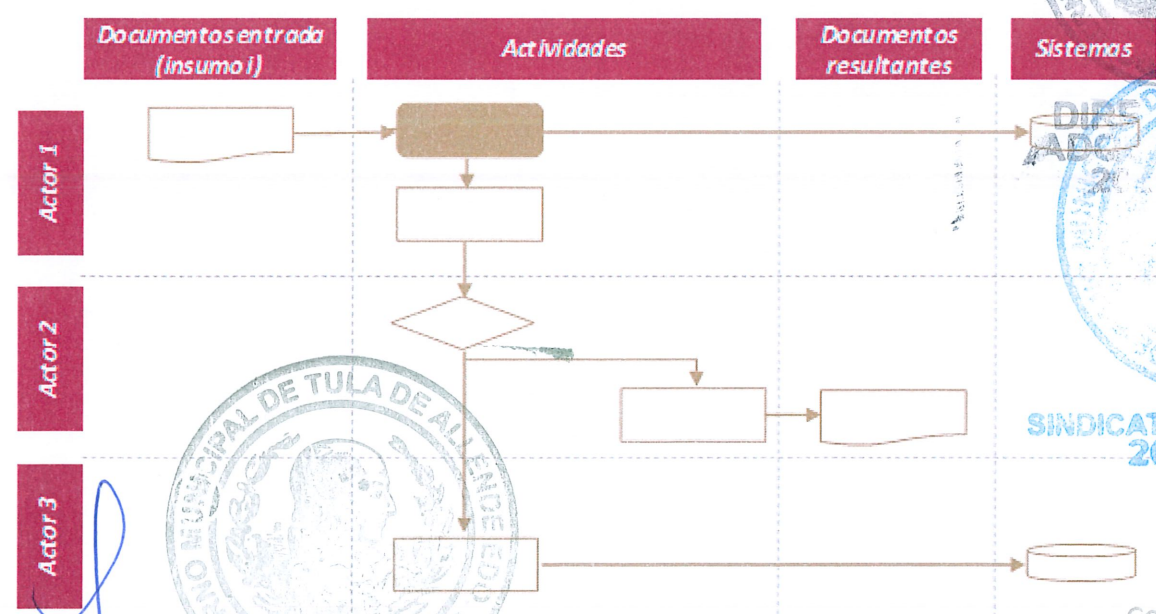 Documentos entrada
(insumo i)
Actividades
Documentos
resultantes
Sistemas
Actor 1
Actor 2
Actor 3
MUNICIPAL DE TULA DE ALLENDE EDO
SINDICAT